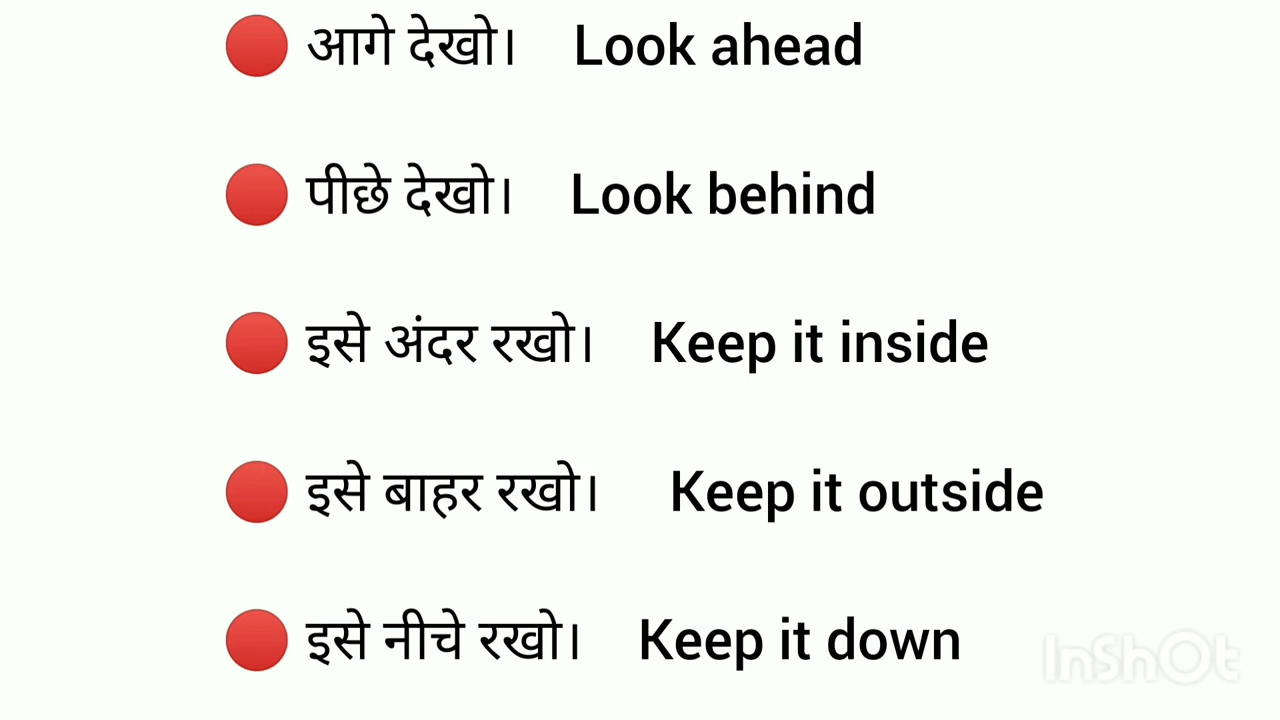 आगे देखो। Look ahead
पीछे देखो। Look behind
इसे अंदर रखो। Keep it inside
इसे बाहर रखो। Keep it outside
इसे नीचे रखो। Keep it down
InShOt